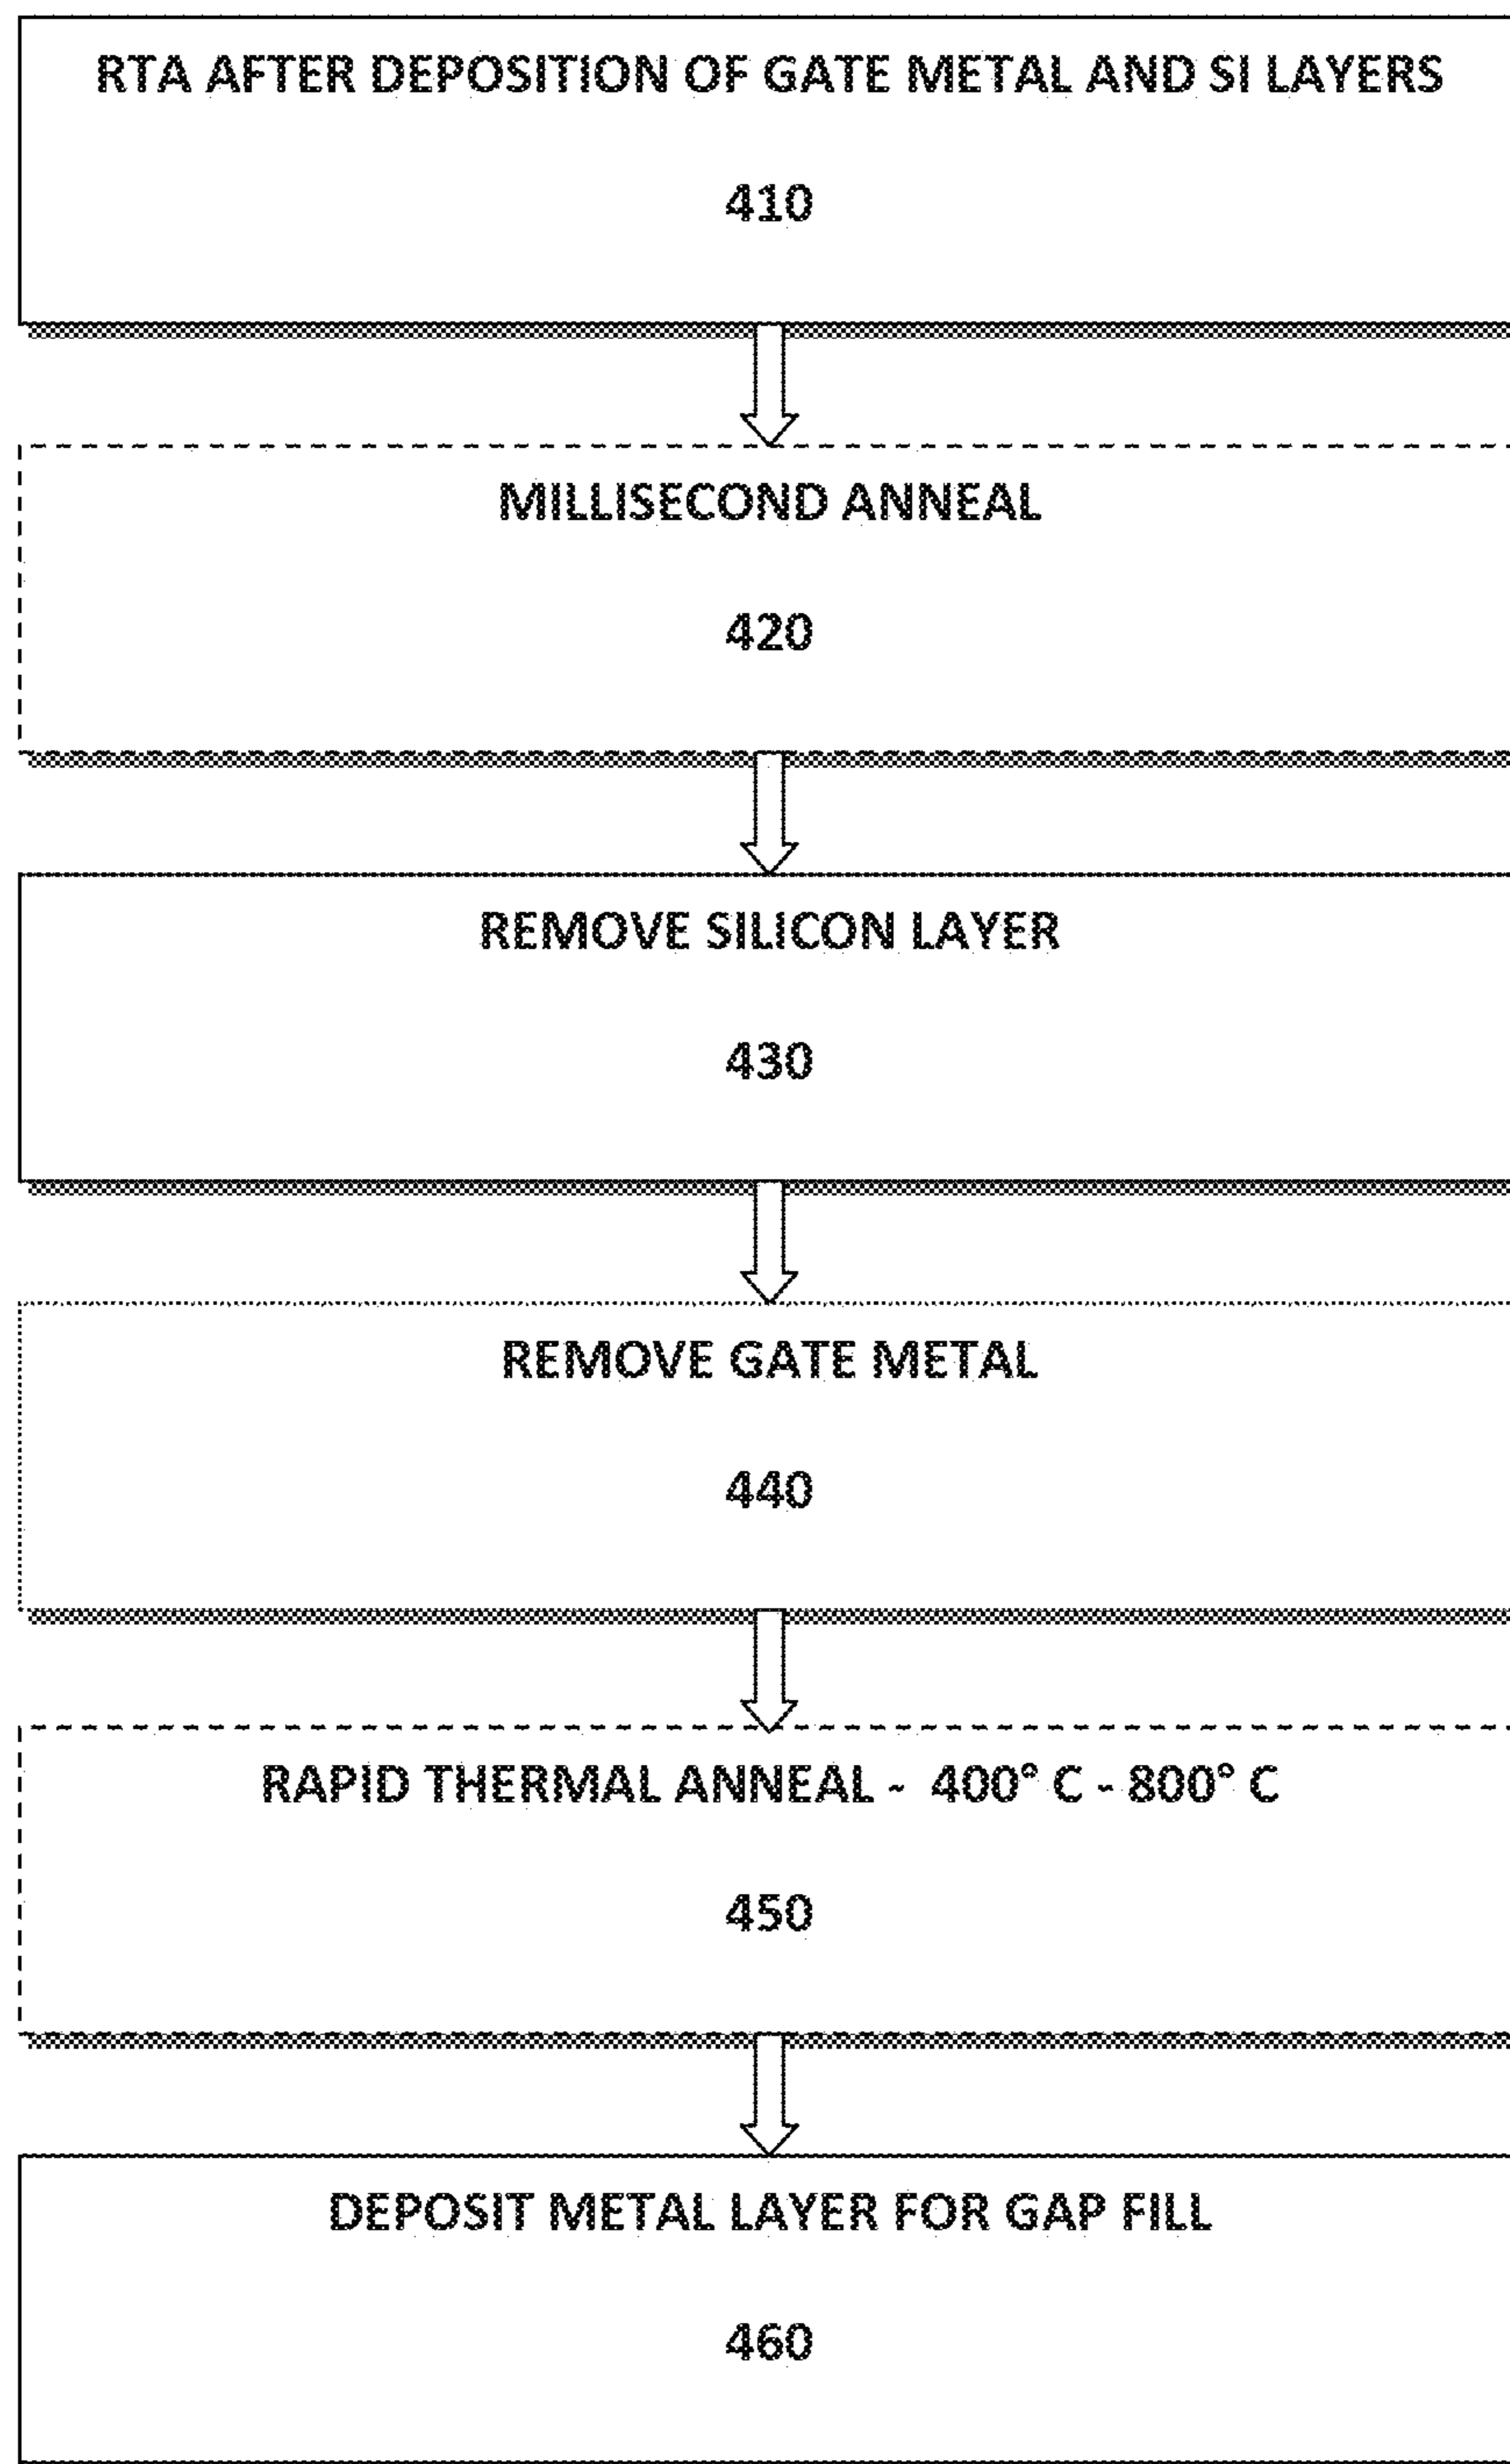 RTA AFTER DEPOSITION OF GATE METAL AND SI LAYERS
410
MILLISECOND ANNEAL
420
REMOVE SILICON LAYER
430
REMOVE GATE METAL
440
RAPID THERMAL ANNEAL - 400° C - 800° C
450
DEPOSIT METAL LAYER FOR GAP FILL
460